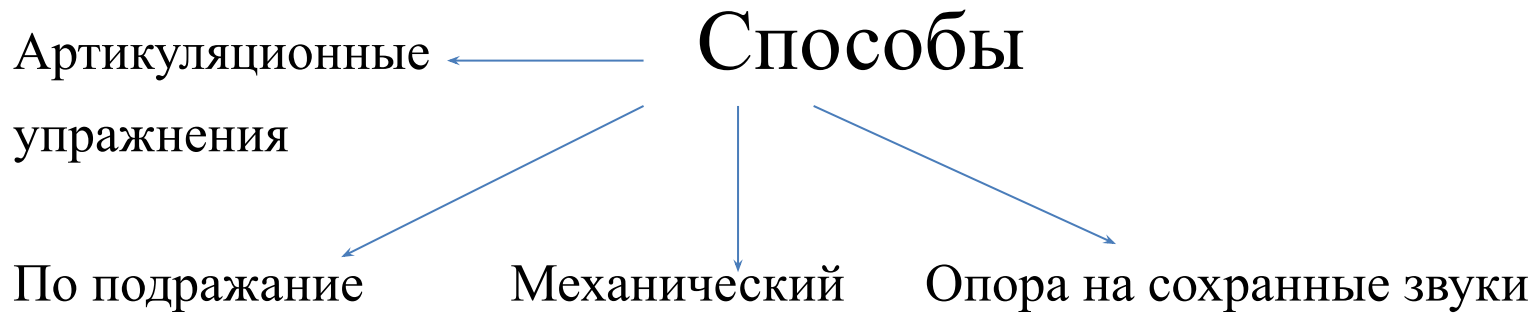 Способы
Артикуляционные
упражнения
По подражание
Механический
Опора на сохранные звуки